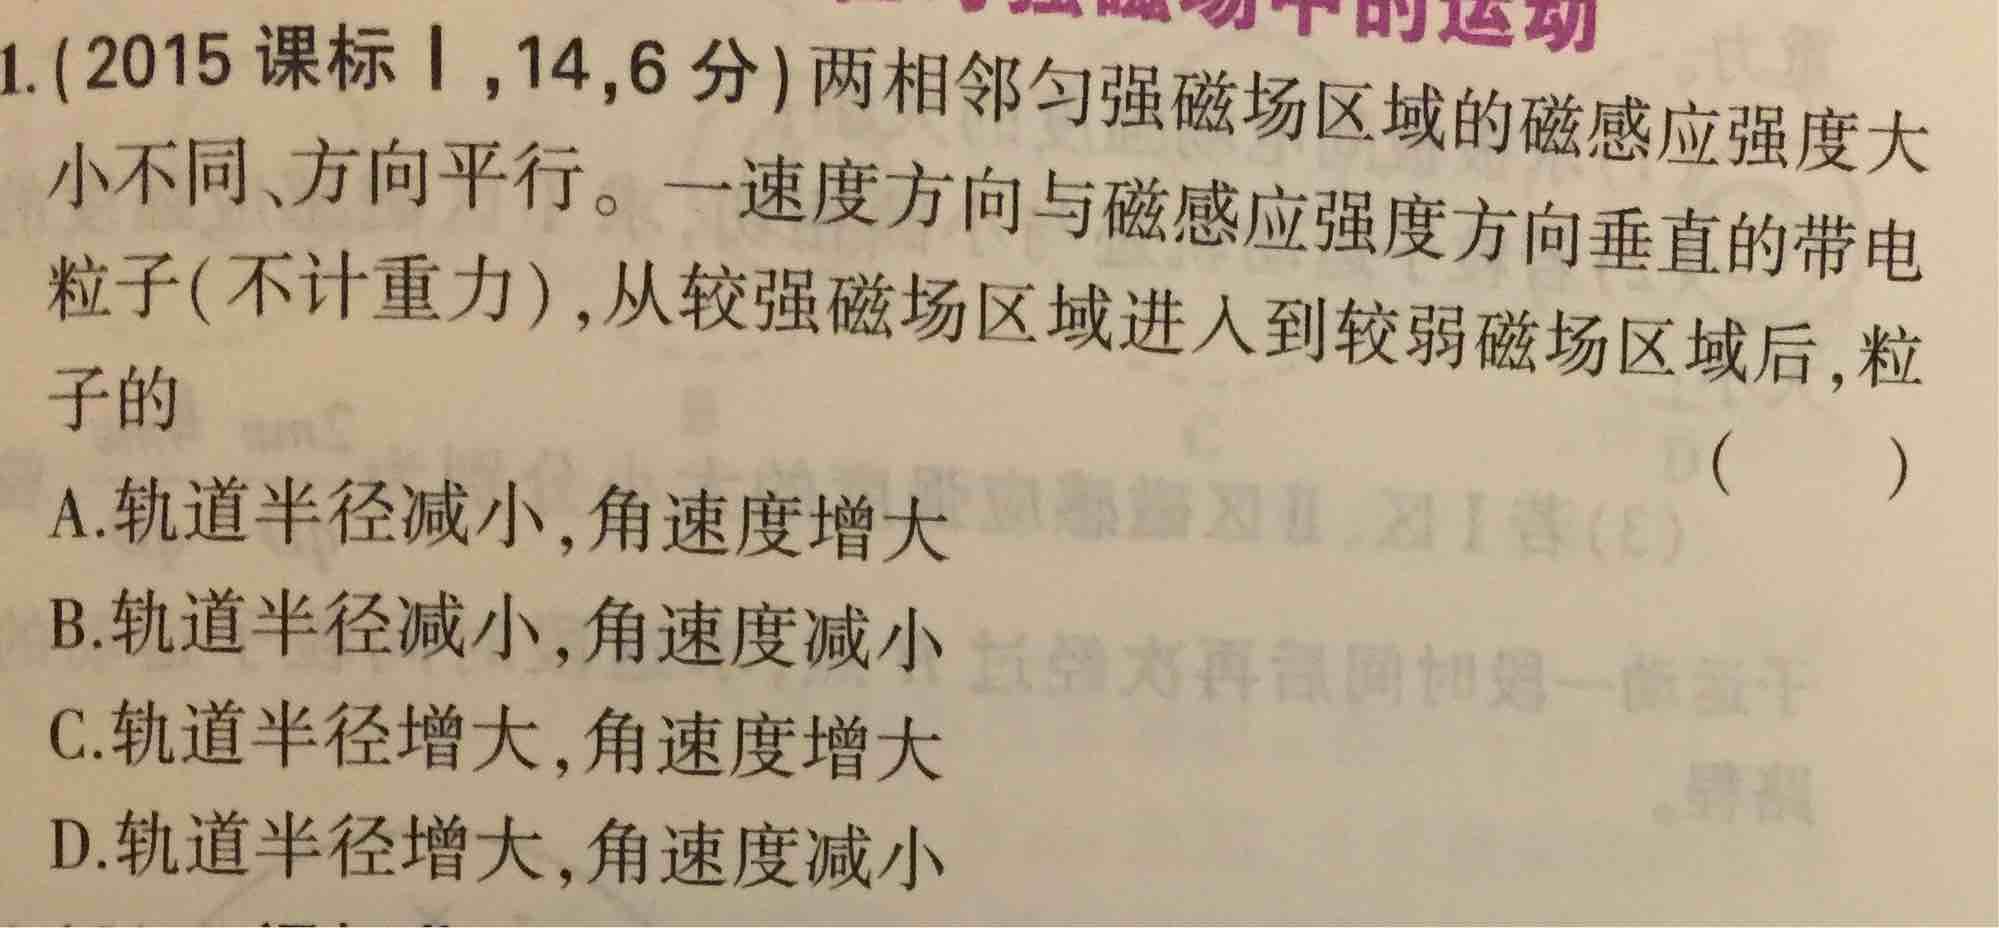 匀强磁场中的运动
1.(2015 课标Ⅰ,14,6 分)两相邻匀强磁场区域的磁感应强度大
小不同、方向平行。一速度方向与磁感应强度方向垂直的带电
粒子(不计重力),从较强磁场区域进入到较弱磁场区域后,粒
子的
( )
A.轨道半径减小,角速度增大
B.轨道半径减小,角速度减小
C.轨道半径增大,角速度增大
D.轨道半径增大,角速度减小